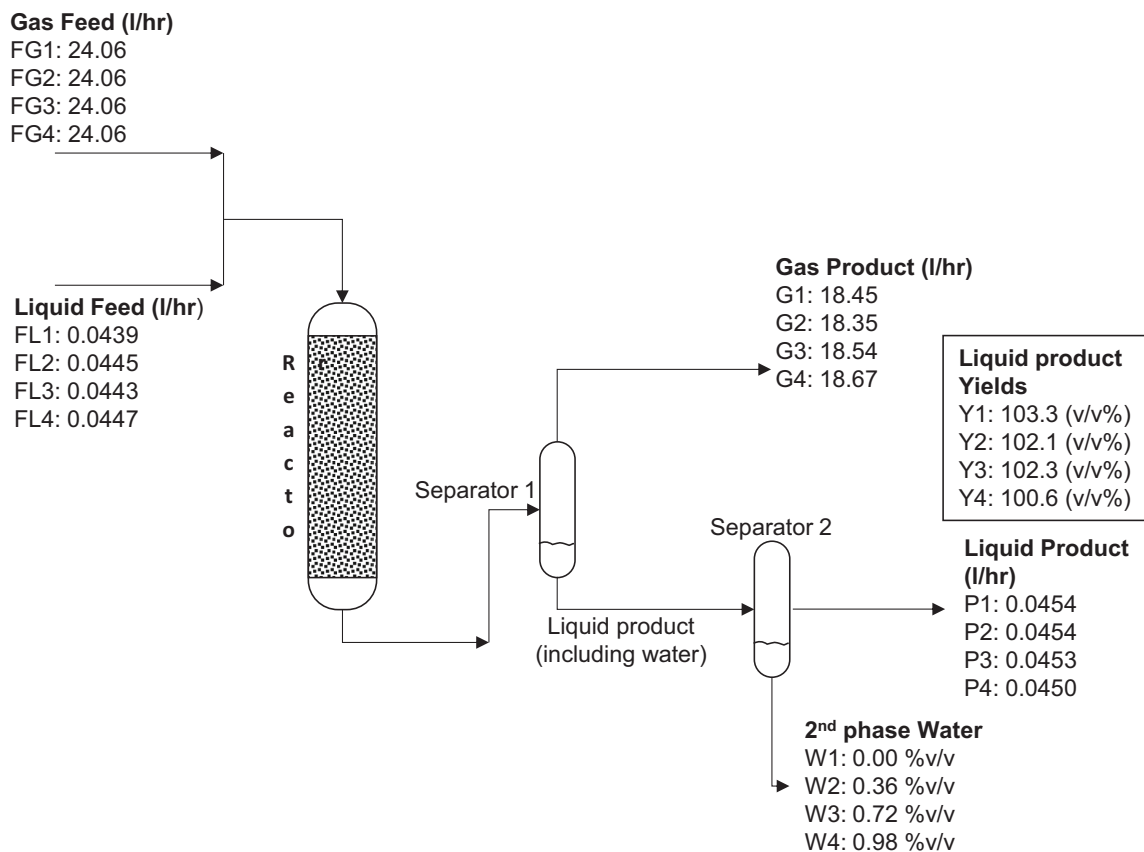 Gas Feed (l/hr)
FG1: 24.06
FG2: 24.06
FG3: 24.06
FG4: 24.06
Liquid Feed (l/hr)
FL1: 0.0439
FL2: 0.0445
FL3: 0.0443
FL4: 0.0447
R
e
a
c
t
o
r
Separator 1
Gas Product (l/hr)
G1: 18.45
G2: 18.35
G3: 18.54
G4: 18.67
Liquid product
Yields
Y1: 103.3 (v/v%)
Y2: 102.1 (v/v%)
Y3: 102.3 (v/v%)
Y4: 100.6 (v/v%)
Separator 2
Liquid product
(including water)
Liquid Product
(l/hr)
P1: 0.0454
P2: 0.0454
P3: 0.0453
P4: 0.0450
2nd phase Water
W1: 0.00 %v/v
W2: 0.36 %v/v
W3: 0.72 %v/v
W4: 0.98 %v/v